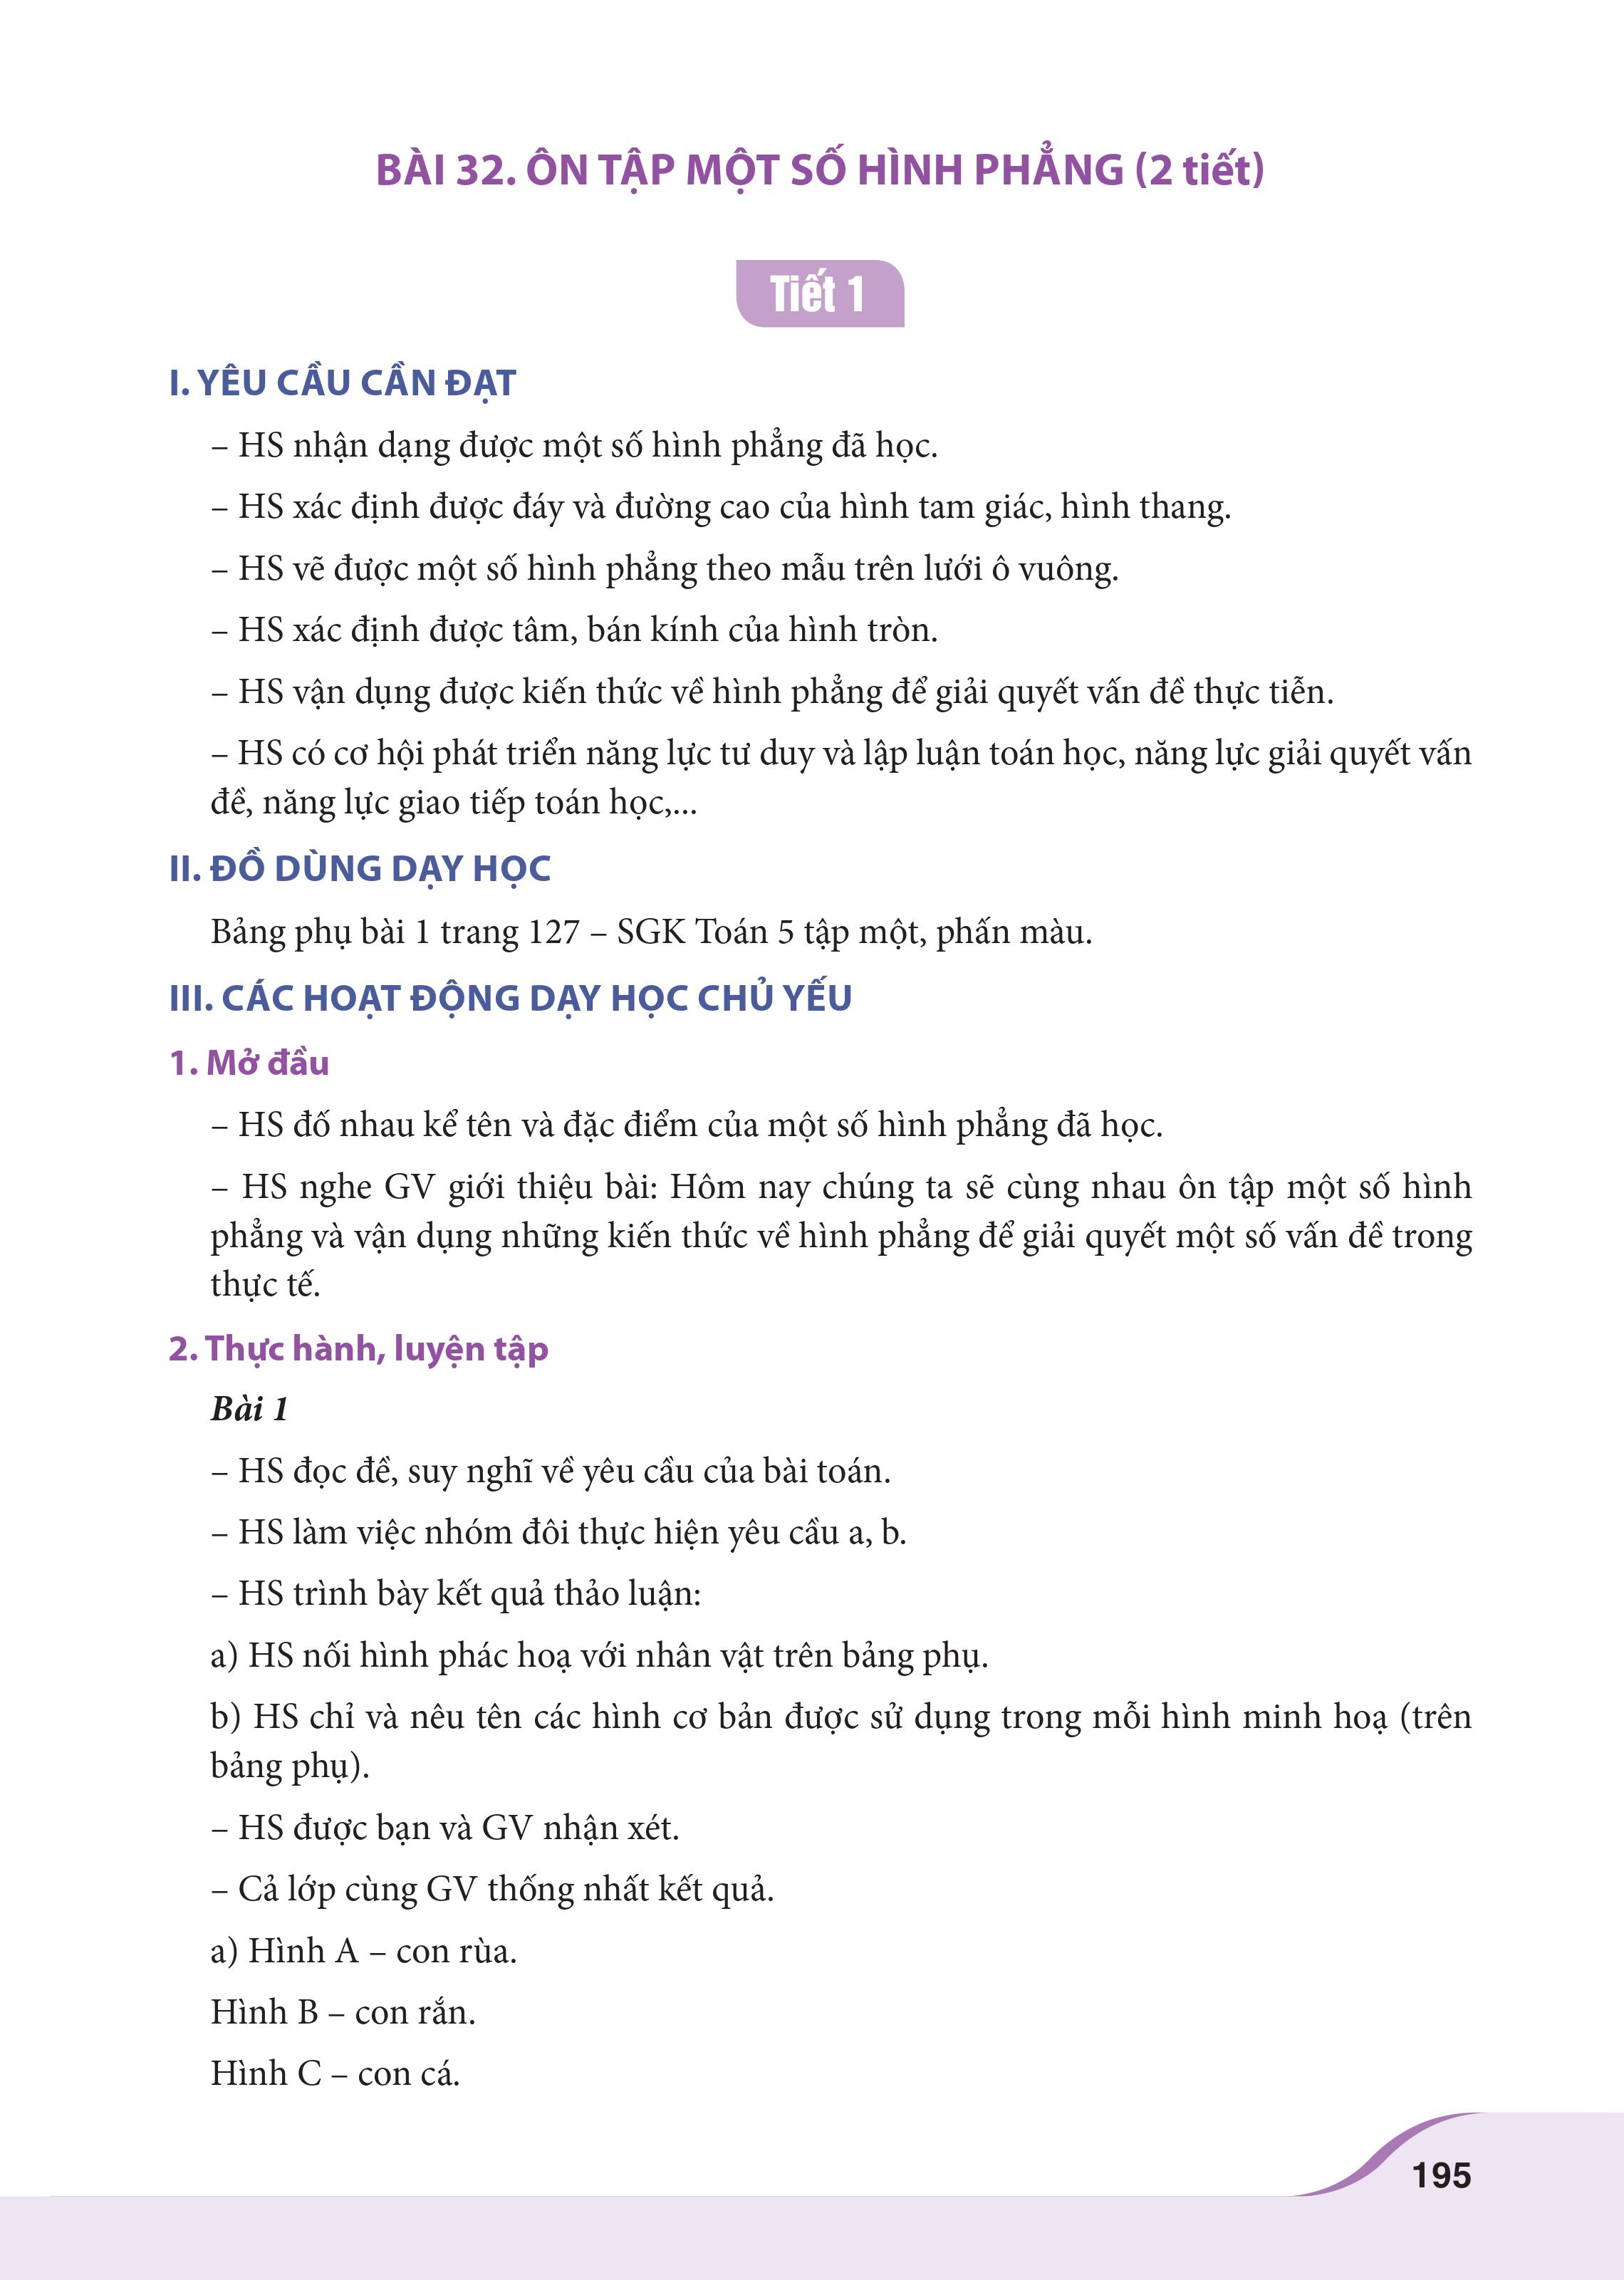 BÀI 32. ÔN TẬP MỘT SỐ HÌNH PHẲNG (2 tiết)
Tiết 1
I. YÊU CẦU CẦN ĐẠT
– HS nhận dạng được một số hình phẳng đã học.
– HS xác định được đáy và đường cao của hình tam giác, hình thang.
– HS vẽ được một số hình phẳng theo mẫu trên lưới ô vuông.
– HS xác định được tâm, bán kính của hình tròn.
– HS vận dụng được kiến thức về hình phẳng để giải quyết vấn đề thực tiễn.
– HS có cơ hội phát triển năng lực tư duy và lập luận toán học, năng lực giải quyết vấn
đề, năng lực giao tiếp toán học,...
II. ĐỒ DÙNG DẠY HỌC
Bảng phụ bài 1 trang 127 – SGK Toán 5 tập một, phấn màu.
III. CÁC HOẠT ĐỘNG DẠY HỌC CHỦ YẾU
1. Mở đầu
– HS đố nhau kể tên và đặc điểm của một số hình phẳng đã học.
– HS nghe GV giới thiệu bài: Hôm nay chúng ta sẽ cùng nhau ôn tập một số hình
phẳng và vận dụng những kiến thức về hình phẳng để giải quyết một số vấn đề trong
thực tế.
2. Thực hành, luyện tập
Bài 1
– HS đọc đề, suy nghĩ về yêu cầu của bài toán.
– HS làm việc nhóm đôi thực hiện yêu cầu a, b.
– HS trình bày kết quả thảo luận:
a) HS nối hình phác hoạ với nhân vật trên bảng phụ.
b) HS chỉ và nêu tên các hình cơ bản được sử dụng trong mỗi hình minh hoạ (trên
bảng phụ).
– HS được bạn và GV nhận xét.
– Cả lớp cùng GV thống nhất kết quả.
a) Hình A – con rùa.
Hình B – con rắn.
Hình C – con cá.
195